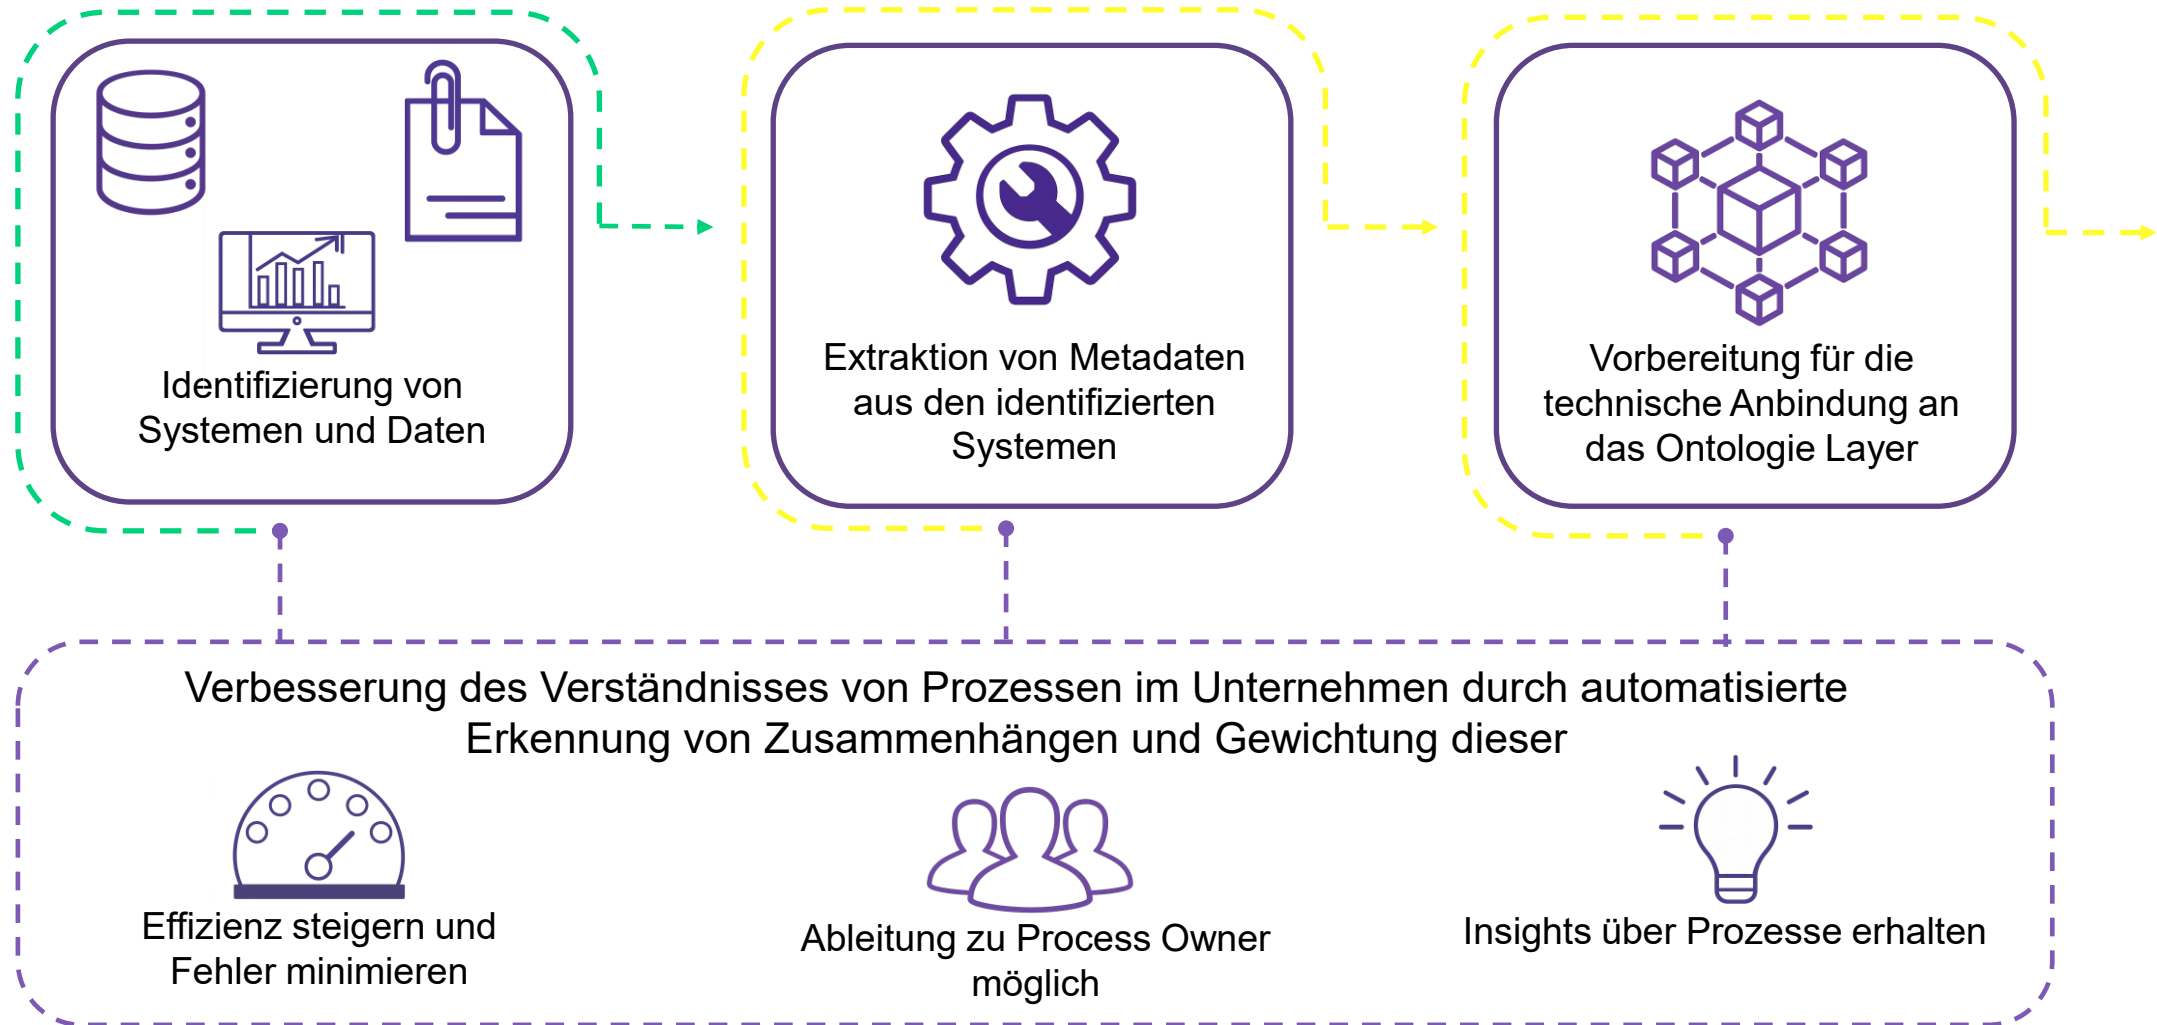 Identifizierung von
Systemen und Daten
Extraktion von Metadaten
aus den identifizierten
Systemen
Vorbereitung für die
technische Anbindung an
das Ontologie Layer
Verbesserung des Verständnisses von Prozessen im Unternehmen durch automatisierte
Erkennung von Zusammenhängen und Gewichtung dieser
Effizienz steigern und
Fehler minimieren
Ableitung zu Process Owner
möglich
Insights über Prozesse erhalten